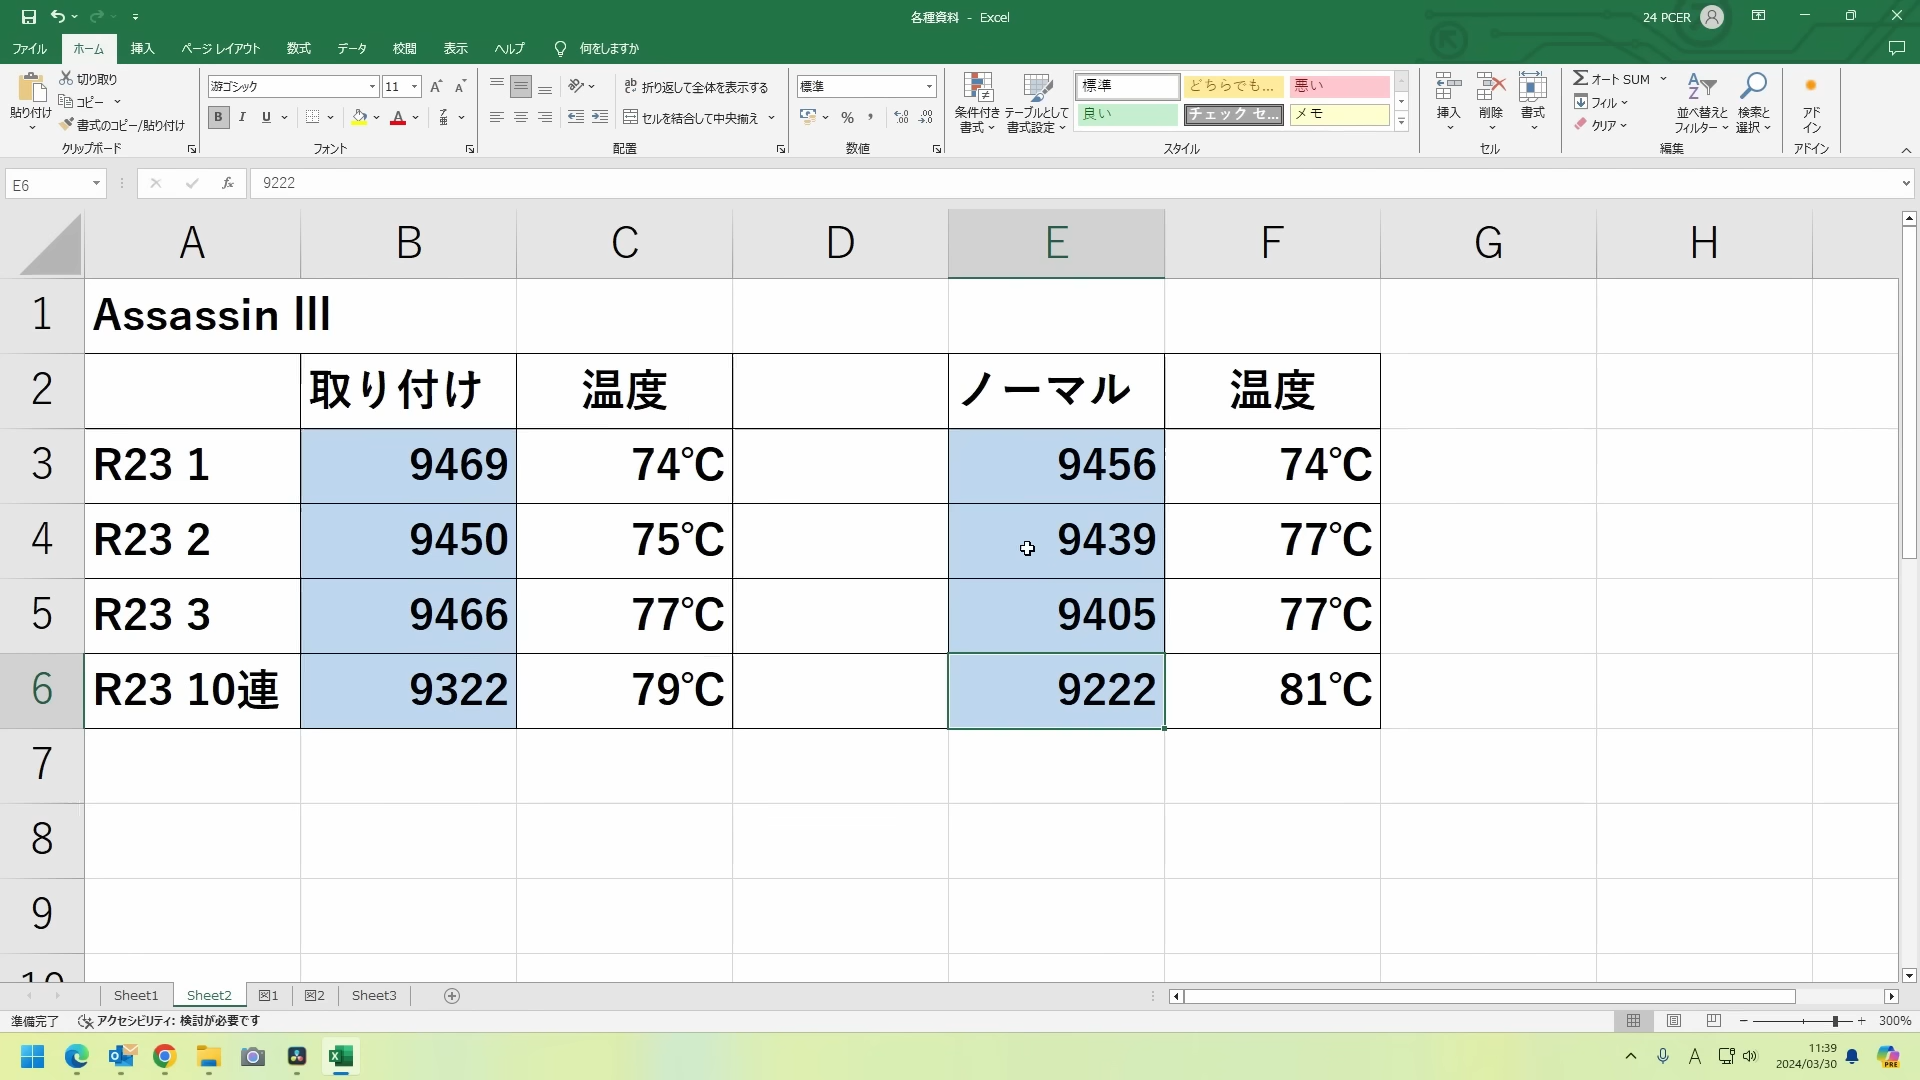 各種資料 - Excel
24 PCER
ファイル ホーム 挿入 ページ レイアウト 数式 データ 校閲 表示 ヘルプ 何をしますか
貼り付け
切り取り
コピー
書式のコピー/貼り付け
クリップボード
游ゴシック 11
B I U
フォント
折り返して全体を表示する
セルを結合して中央揃え
配置
標準
数値
条件付き書式
テーブルとして書式設定
標準 どちらでも... 悪い
良い チェック セ... メモ
スタイル
挿入 削除 書式
セル
オート SUM
フィル
クリア
並べ替えとフィルター
検索と選択
編集
アドイン
アドイン
E6 fx 9222
A B C D E F G H
1 Assassin III
2 取り付け 温度 ノーマル 温度
3 R23 1 9469 74℃ 9456 74℃
4 R23 2 9450 75℃ 9439 77℃
5 R23 3 9466 77℃ 9405 77℃
6 R23 10連 9322 79℃ 9222 81℃
7
8
9
10
Sheet1 Sheet2 図1 図2 Sheet3
準備完了 アクセシビリティ: 検討が必要です 300%
A 11:39
2024/03/30
PRE